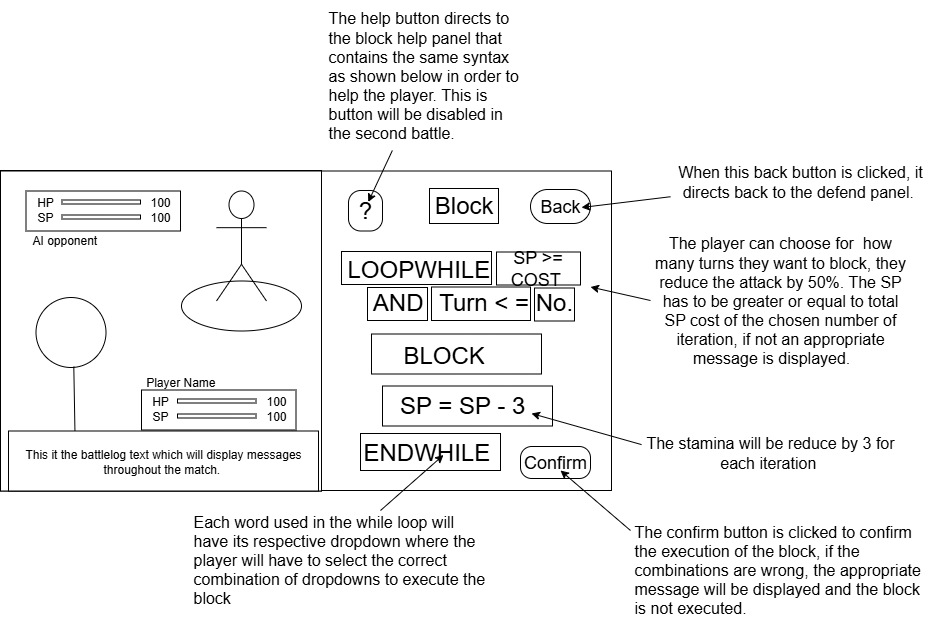 The help button directs to
the block help panel that
contains the same syntax
as shown below in order to
help the player. This is
button will be disabled in
the second battle.
HP 100
SP 100
AI opponent
?
Block
Back
When this back button is clicked, it
directs back to the defend panel.
LOOPWHILE
SP >=
COST
AND
Turn < =
No.
The player can choose for how
many turns they want to block, they
reduce the attack by 50%. The SP
has to be greater or equal to total
SP cost of the chosen number of
iteration, if not an appropriate
message is displayed.
BLOCK
Player Name
HP 100
SP 100
SP = SP - 3
The stamina will be reduce by 3 for
each iteration
This it the battlelog text which will display messages
throughout the match.
ENDWHILE
Confirm
Each word used in the while loop will
have its respective dropdown where the
player will have to select the correct
combination of dropdowns to execute the
block
The confirm button is clicked to confirm
the execution of the block, if the
combinations are wrong, the appropriate
message will be displayed and the block
is not executed.